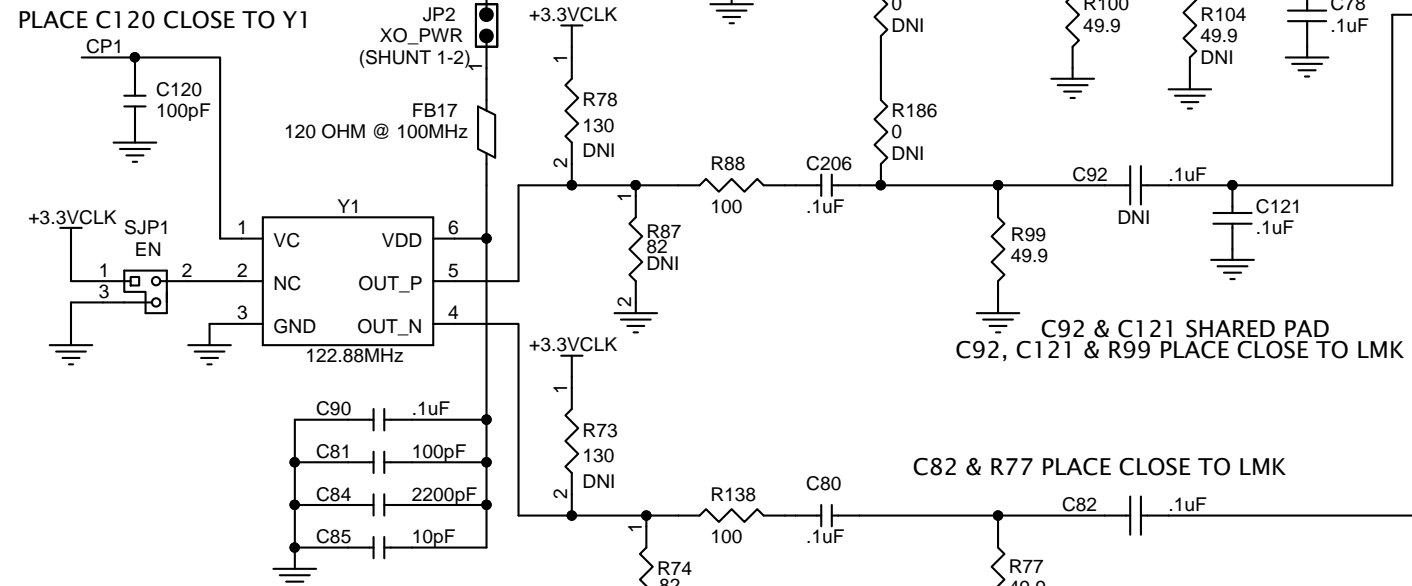 PLACE C120 CLOSE TO Y1
CP1
C120
100pF
JP2
XO_PWR
(SHUNT 1-2)
1
FB17
120 OHM @ 100MHz
+3.3VCLK
1
R78
130
DNI
2
0
DNI
R186
0
DNI
R100
49.9
R104
49.9
DNI
C78
.1uF
+3.3VCLK
SJP1
EN
1
2
3
Y1
1
VC
2
NC
3
GND
VDD
6
OUT_P
5
OUT_N
4
122.88MHz
1
R87
82
DNI
2
R88
100
C206
.1uF
R99
49.9
C92
.1uF
DNI
C121
.1uF
C92 & C121 SHARED PAD
C92, C121 & R99 PLACE CLOSE TO LMK
+3.3VCLK
1
R73
130
DNI
2
C90
.1uF
C81
100pF
C84
2200pF
C85
10pF
1
R74
82
R138
100
C80
.1uF
C82 & R77 PLACE CLOSE TO LMK
C82
.1uF
R77
49.9